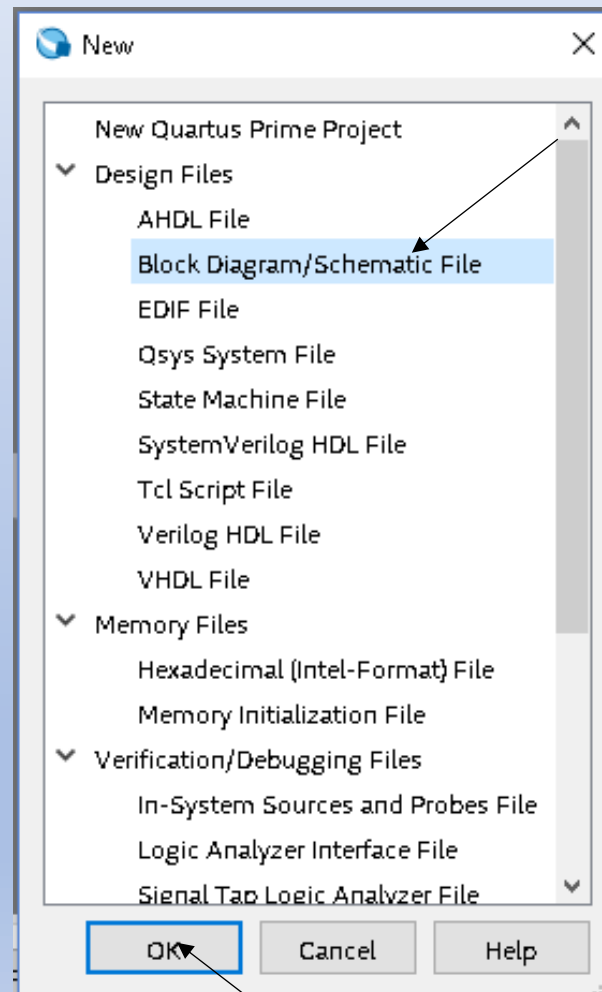 New
New Quartus Prime Project
Design Files
AHDL File
Block Diagram/Schematic File
EDIF File
Qsys System File
State Machine File
SystemVerilog HDL File
Tcl Script File
Verilog HDL File
VHDL File
Memory Files
Hexadecimal (Intel-Format) File
Memory Initialization File
Verification/Debugging Files
In-System Sources and Probes File
Logic Analyzer Interface File
Signal Tap Logic Analyzer File
OK Cancel Help